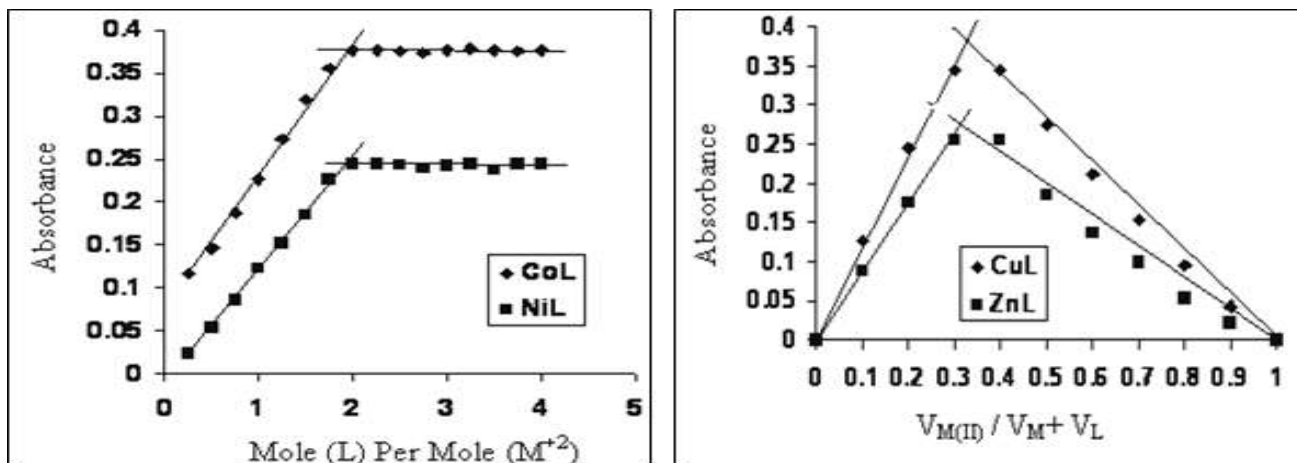 0.4
0.35
0.3
0.25
0.2
0.15
0.1
0.05
0
Absorbance
CoL
NiL
0 1 2 3 4 5
Mole (L) Per Mole (M⁺²)
0.4
0.35
0.3
0.25
0.2
0.15
0.1
0.05
0
Absorbance
CuL
ZnL
0 0.1 0.2 0.3 0.4 0.5 0.6 0.7 0.8 0.9 1
V_M(II) / V_M + V_L